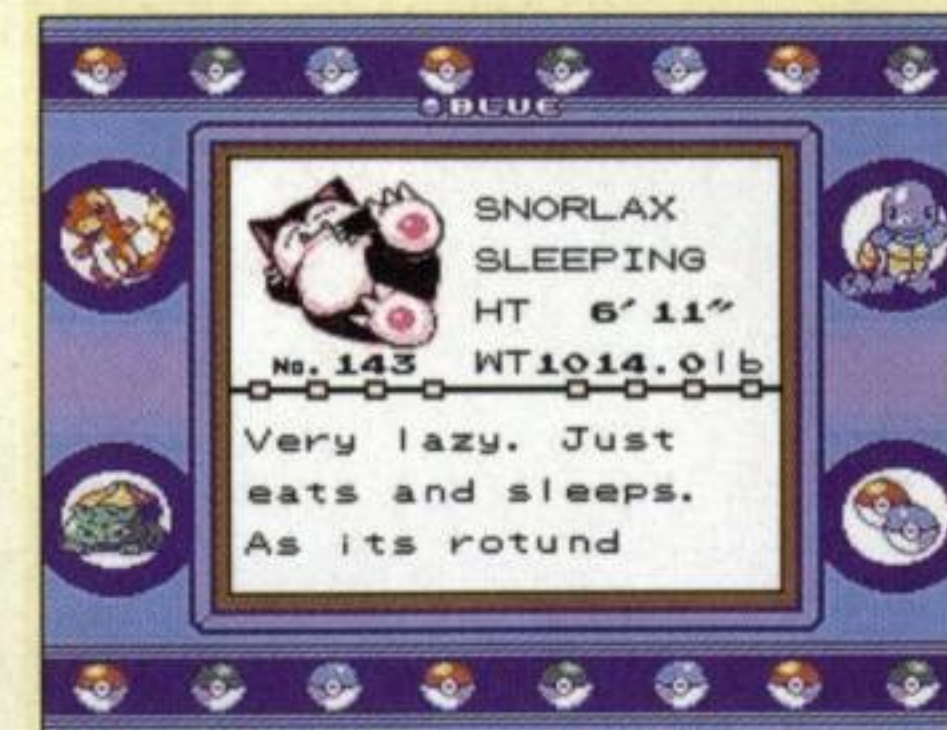 BLUE
SNORLAX
SLEEPING
HT 6′11″
No. 143 WT1014.0lb
Very lazy. Just
eats and sleeps.
As its rotund